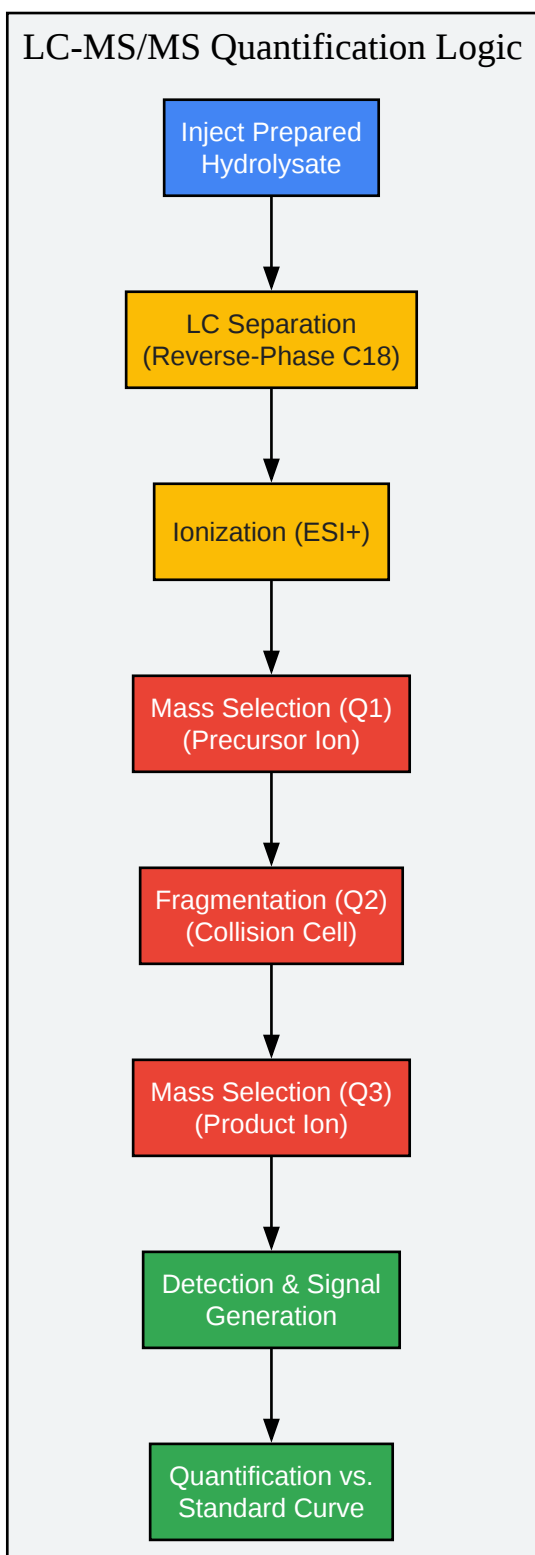 LC-MS/MS Quantification Logic
Inject Prepared
Hydrolysate
LC Separation
(Reverse-Phase C18)
Ionization (ESI+)
Mass Selection (Q1)
(Precursor Ion)
Fragmentation (Q2)
(Collision Cell)
Mass Selection (Q3)
(Product Ion)
Detection & Signal
Generation
Quantification vs.
Standard Curve